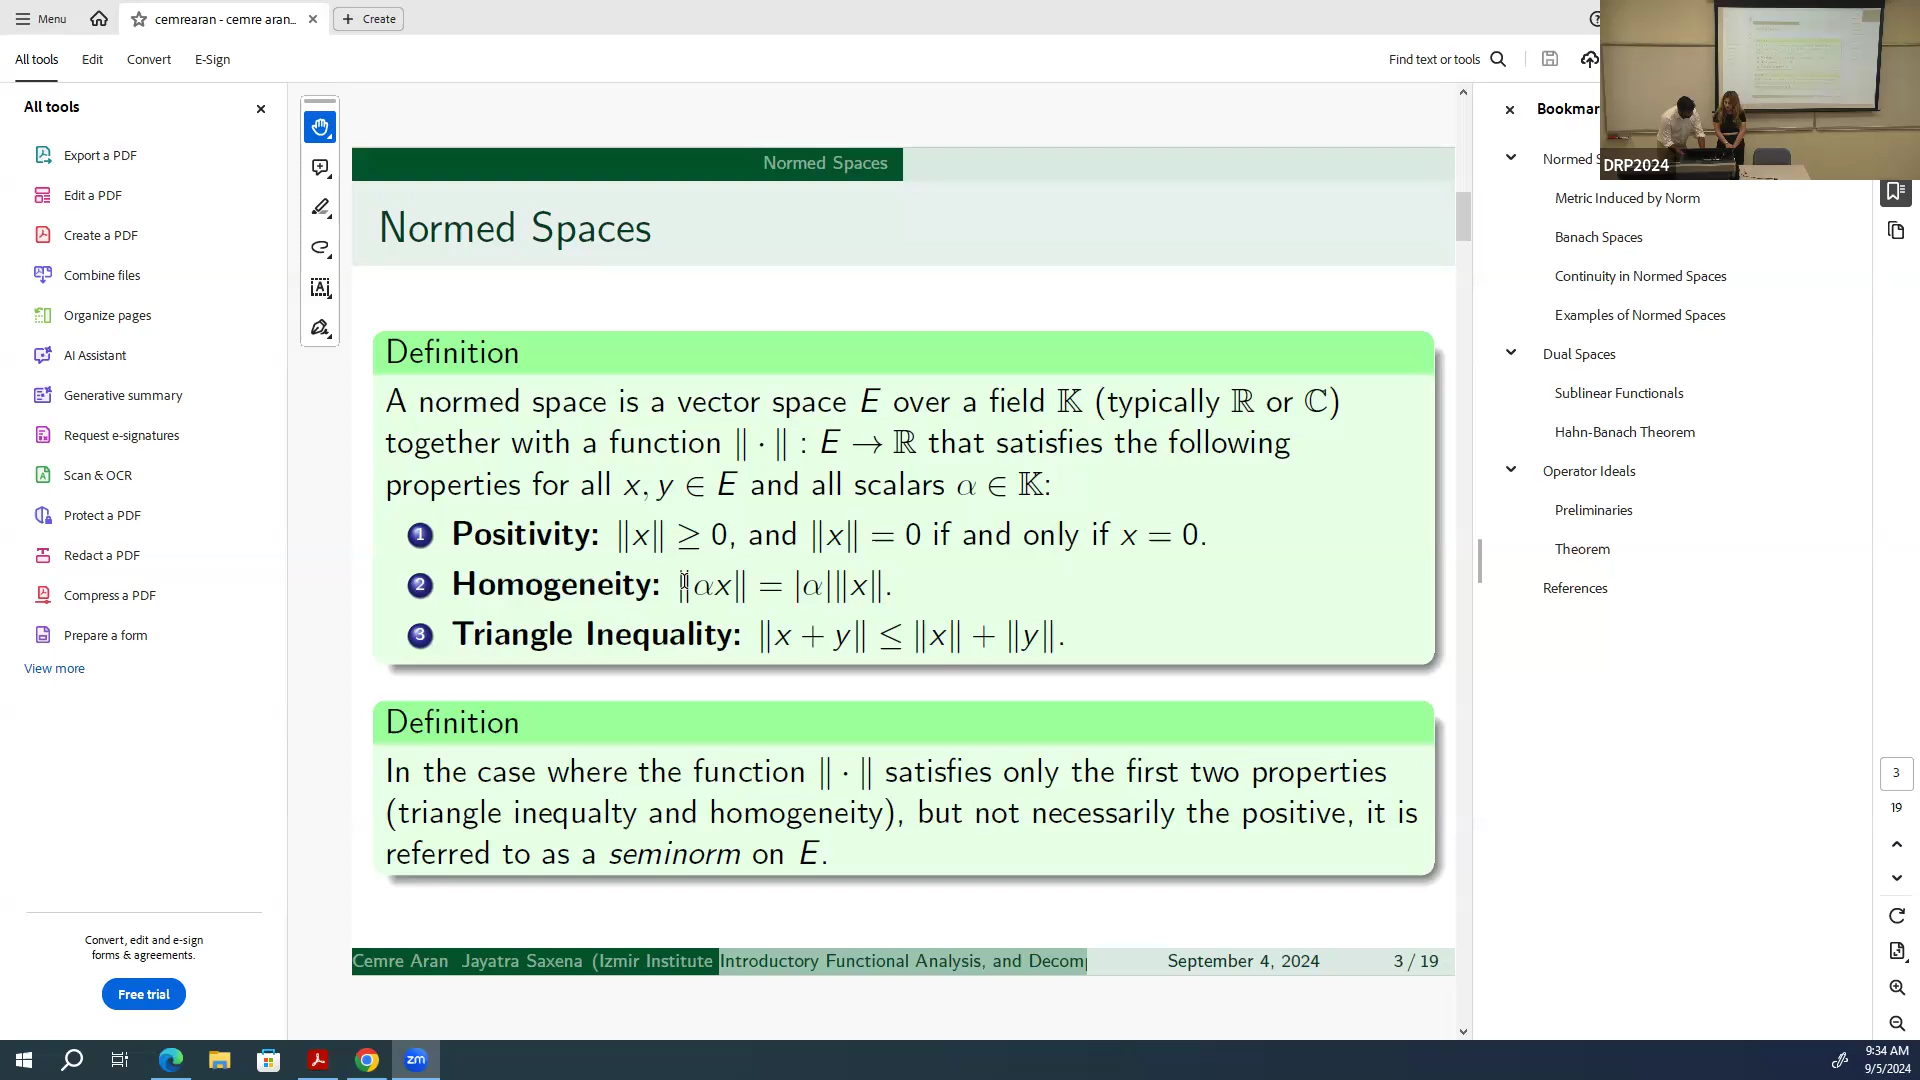 Menu
cemrearan - cemre aran...
Create
All tools
Edit
Convert
E-Sign
Find text or tools
All tools
Export a PDF
Edit a PDF
Create a PDF
Combine files
Organize pages
AI Assistant
Generative summary
Request e-signatures
Scan & OCR
Protect a PDF
Redact a PDF
Compress a PDF
Prepare a form
View more
Convert, edit and e-sign
forms & agreements.
Free trial
Normed Spaces
Normed Spaces
Definition
A normed space is a vector space E over a field 𝕂 (typically ℝ or ℂ)
together with a function ‖ · ‖ : E → ℝ that satisfies the following
properties for all x, y ∈ E and all scalars α ∈ 𝕂:
1 Positivity: ‖x‖ ≥ 0, and ‖x‖ = 0 if and only if x = 0.
2 Homogeneity: ‖αx‖ = |α|‖x‖.
3 Triangle Inequality: ‖x + y‖ ≤ ‖x‖ + ‖y‖.
Definition
In the case where the function ‖ · ‖ satisfies only the first two properties
(triangle inequalty and homogeneity), but not necessarily the positive, it is
referred to as a seminorm on E.
Cemre Aran Jayatra Saxena (Izmir Institute
Introductory Functional Analysis, and Decom
September 4, 2024
3 / 19
Bookmar
Normed S
Metric Induced by Norm
Banach Spaces
Continuity in Normed Spaces
Examples of Normed Spaces
Dual Spaces
Sublinear Functionals
Hahn-Banach Theorem
Operator Ideals
Preliminaries
Theorem
References
DRP2024
3
19
zm
9:34 AM
9/5/2024